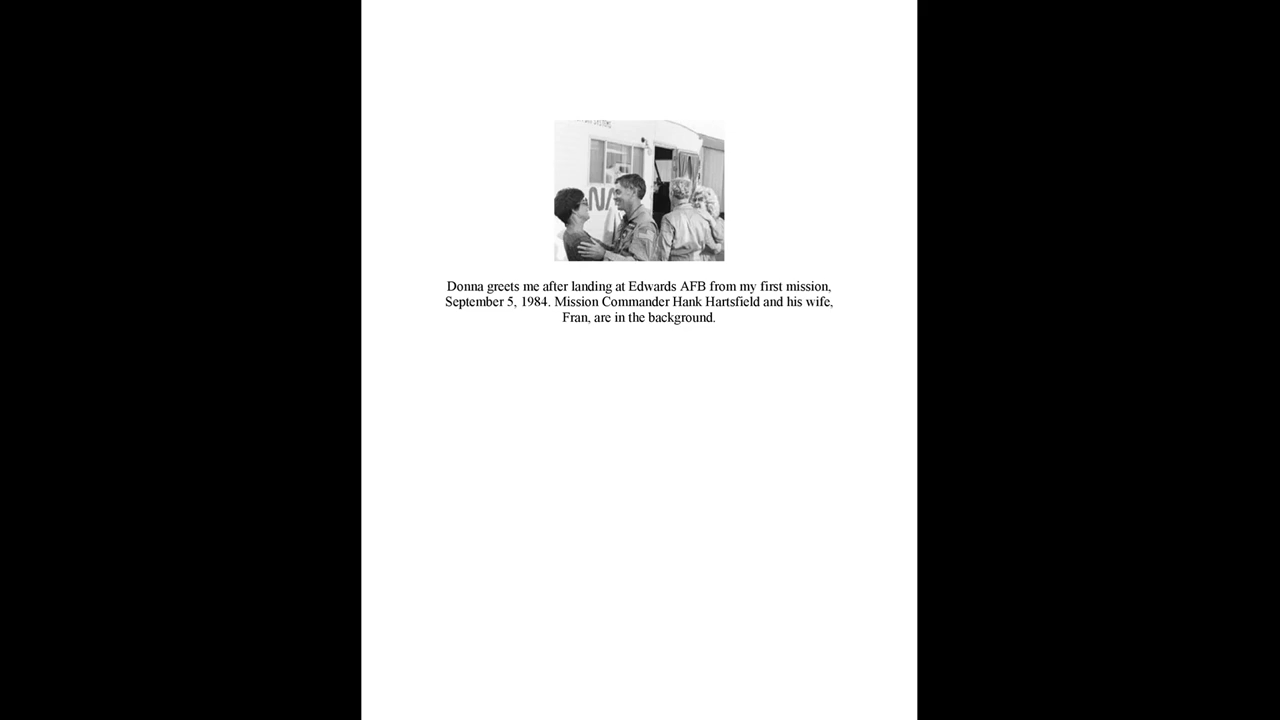 NA
Donna greets me after landing at Edwards AFB from my first mission,
September 5, 1984. Mission Commander Hank Hartsfield and his wife,
Fran, are in the background.